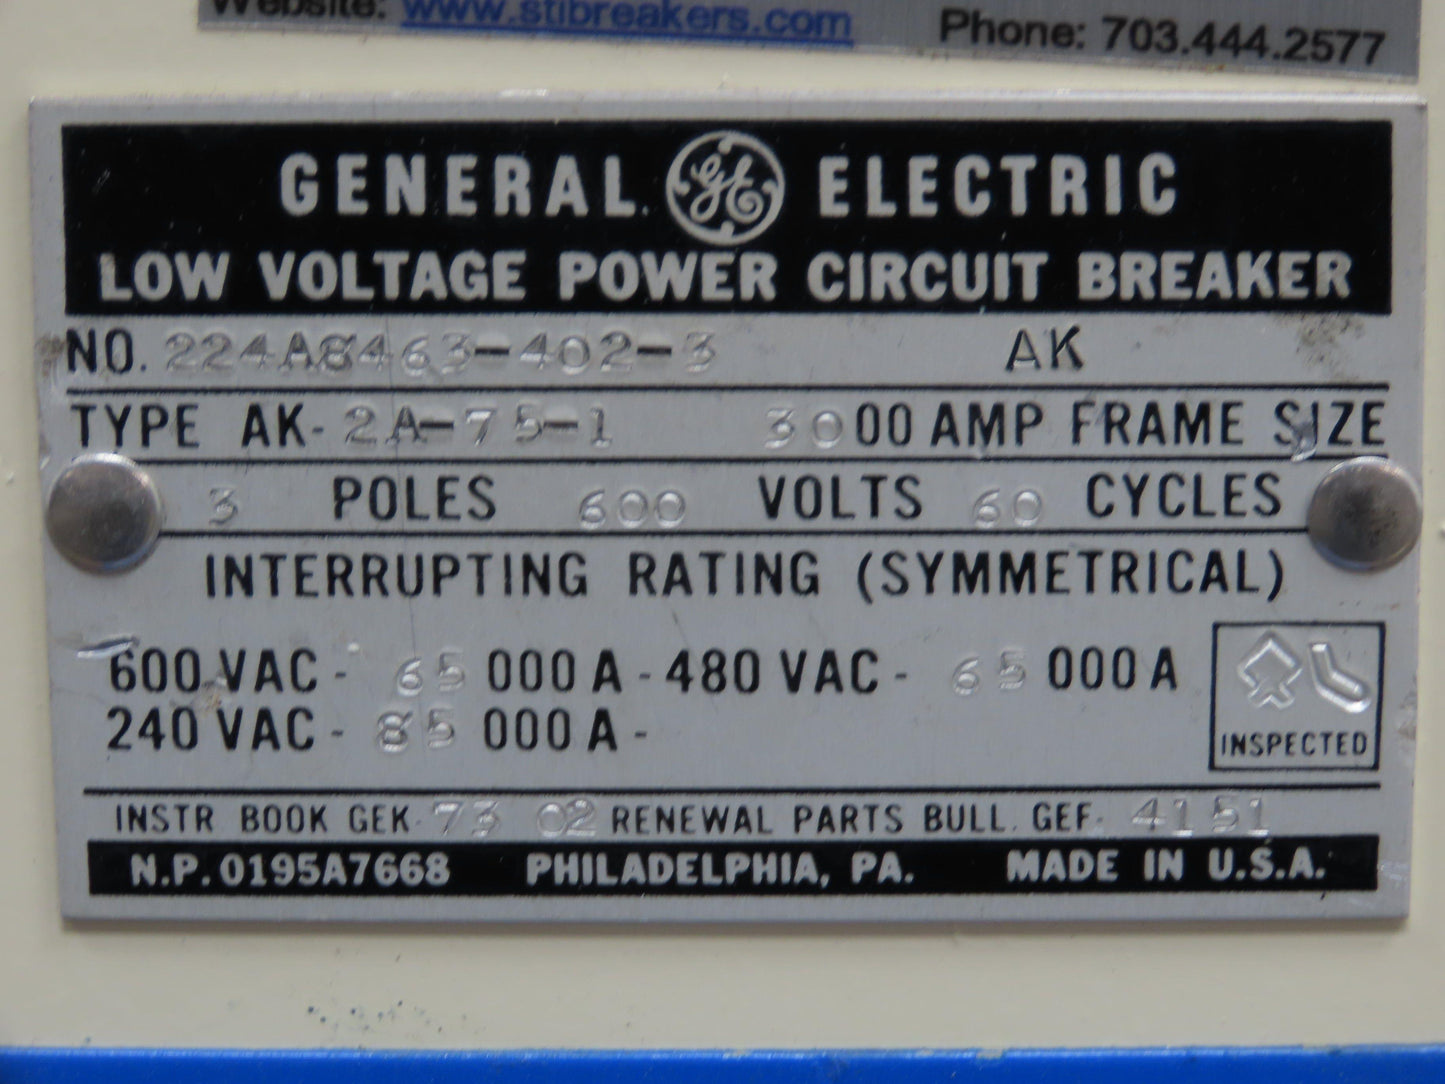 Website: www.stibreakers.com Phone: 703.444.2577
GENERAL GE ELECTRIC
LOW VOLTAGE POWER CIRCUIT BREAKER
NO. 224A8463-402-3 AK
TYPE AK- 2A-75-1 3000 AMP FRAME SIZE
3 POLES 600 VOLTS 60 CYCLES
INTERRUPTING RATING (SYMMETRICAL)
600 VAC - 65 000 A - 480 VAC - 65 000 A
240 VAC - 85 000 A -
INSPECTED
INSTR BOOK GEK- 73 02 RENEWAL PARTS BULL. GEF- 4151
N.P. 0195A7668 PHILADELPHIA, PA. MADE IN U.S.A.